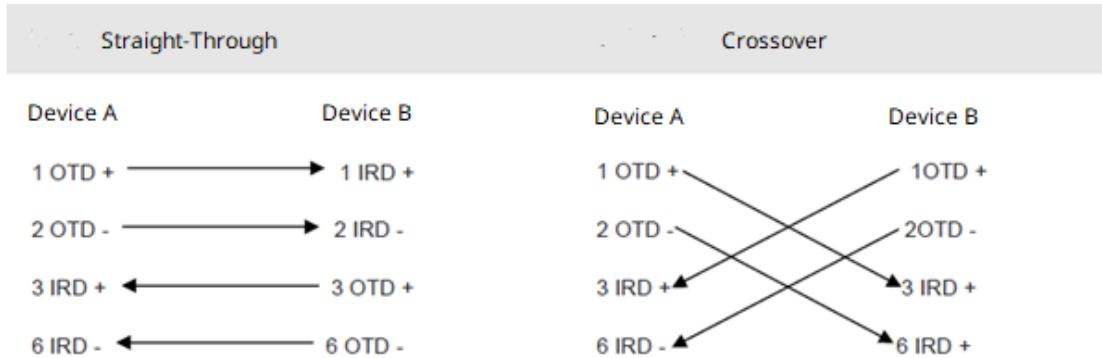 Straight-Through
Crossover
Device A Device B
1 OTD + 1 IRD +
2 OTD - 2 IRD -
3 IRD + 3 OTD +
6 IRD - 6 OTD -
Device A Device B
1 OTD + 1OTD +
2 OTD - 2OTD -
3 IRD + 3 IRD +
6 IRD - 6 IRD +